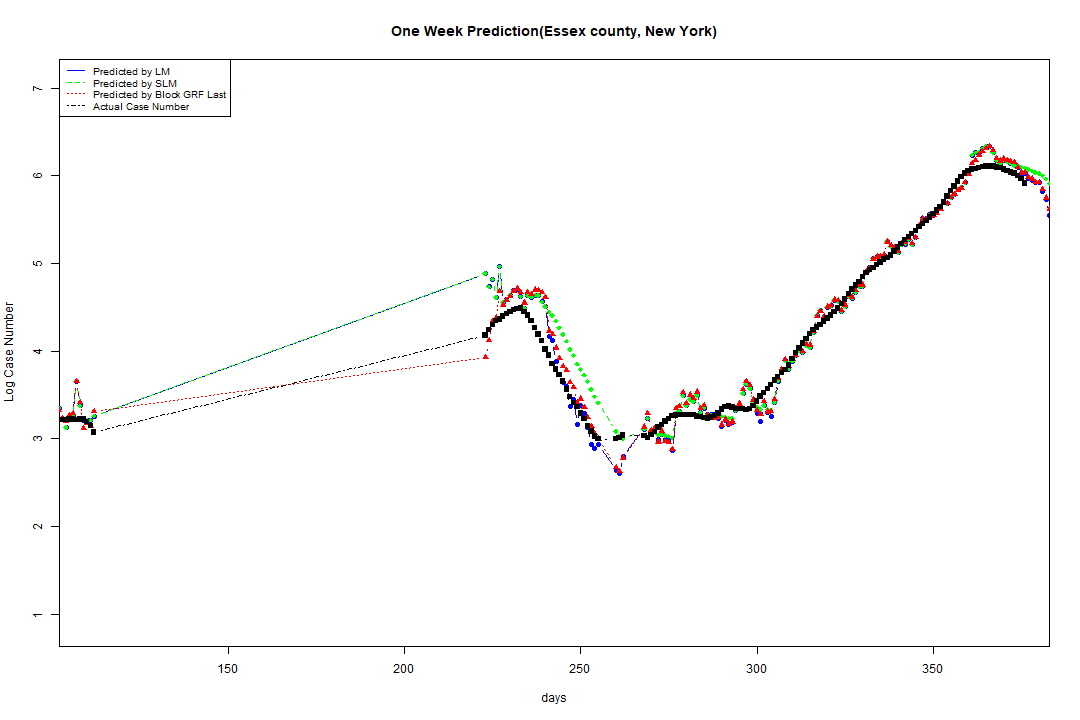 One Week Prediction(Essex county, New York)
Predicted by LM
Predicted by SLM
Predicted by Block GRF Last
Actual Case Number
7
6
5
4
3
2
1
Log Case Number
150
200
250
300
350
days